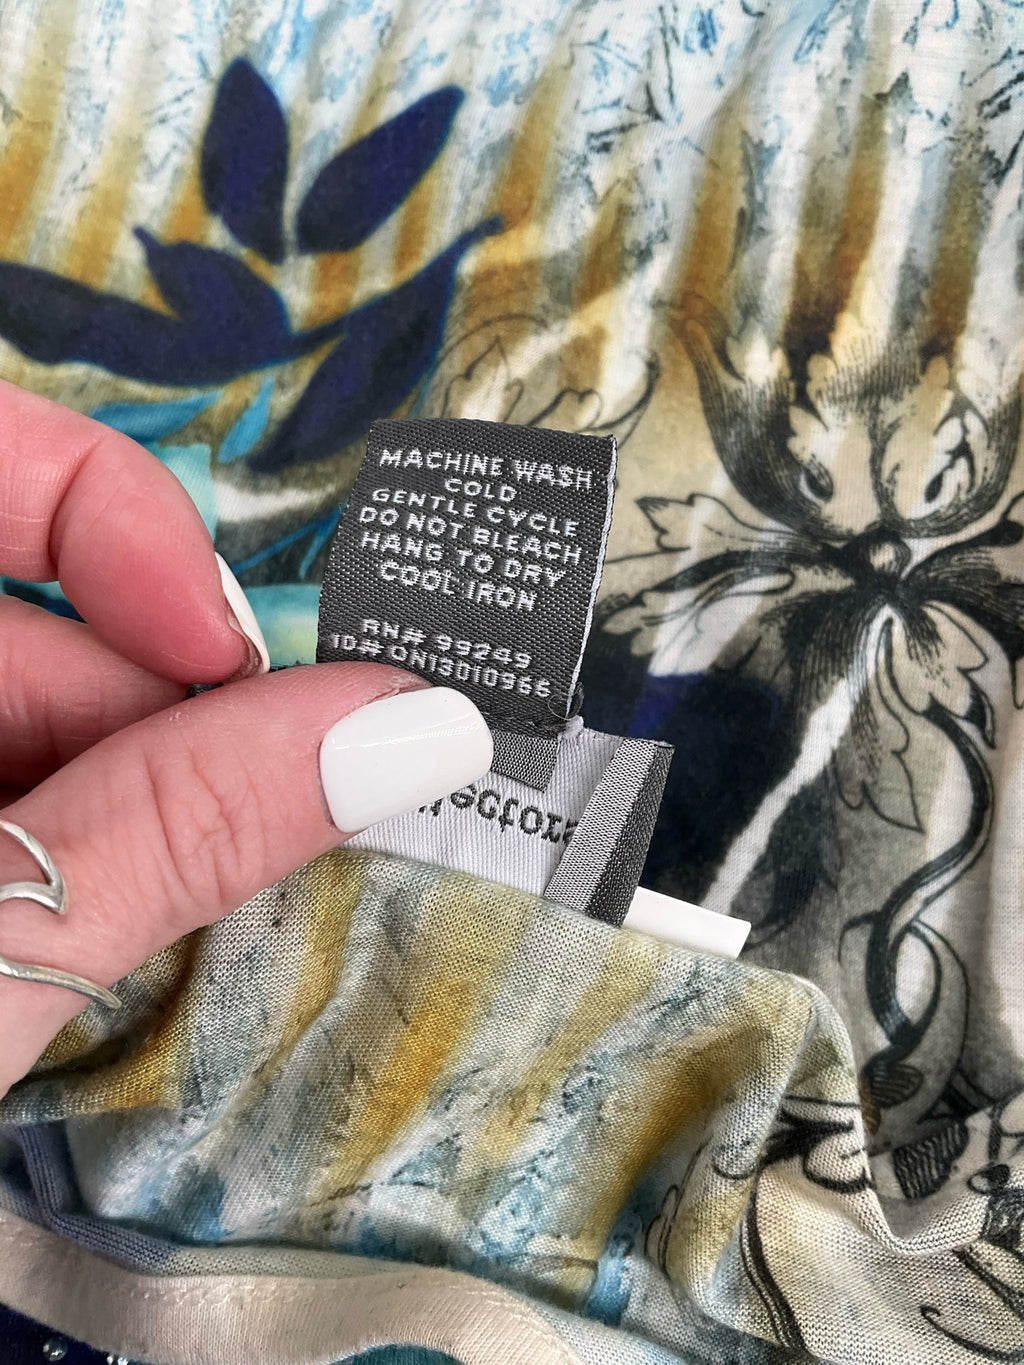 MACHINE WASH
COLD
GENTLE CYCLE
DO NOT BLEACH
HANG TO DRY
COOL IRON
RN# 99249
ID# ON13010966